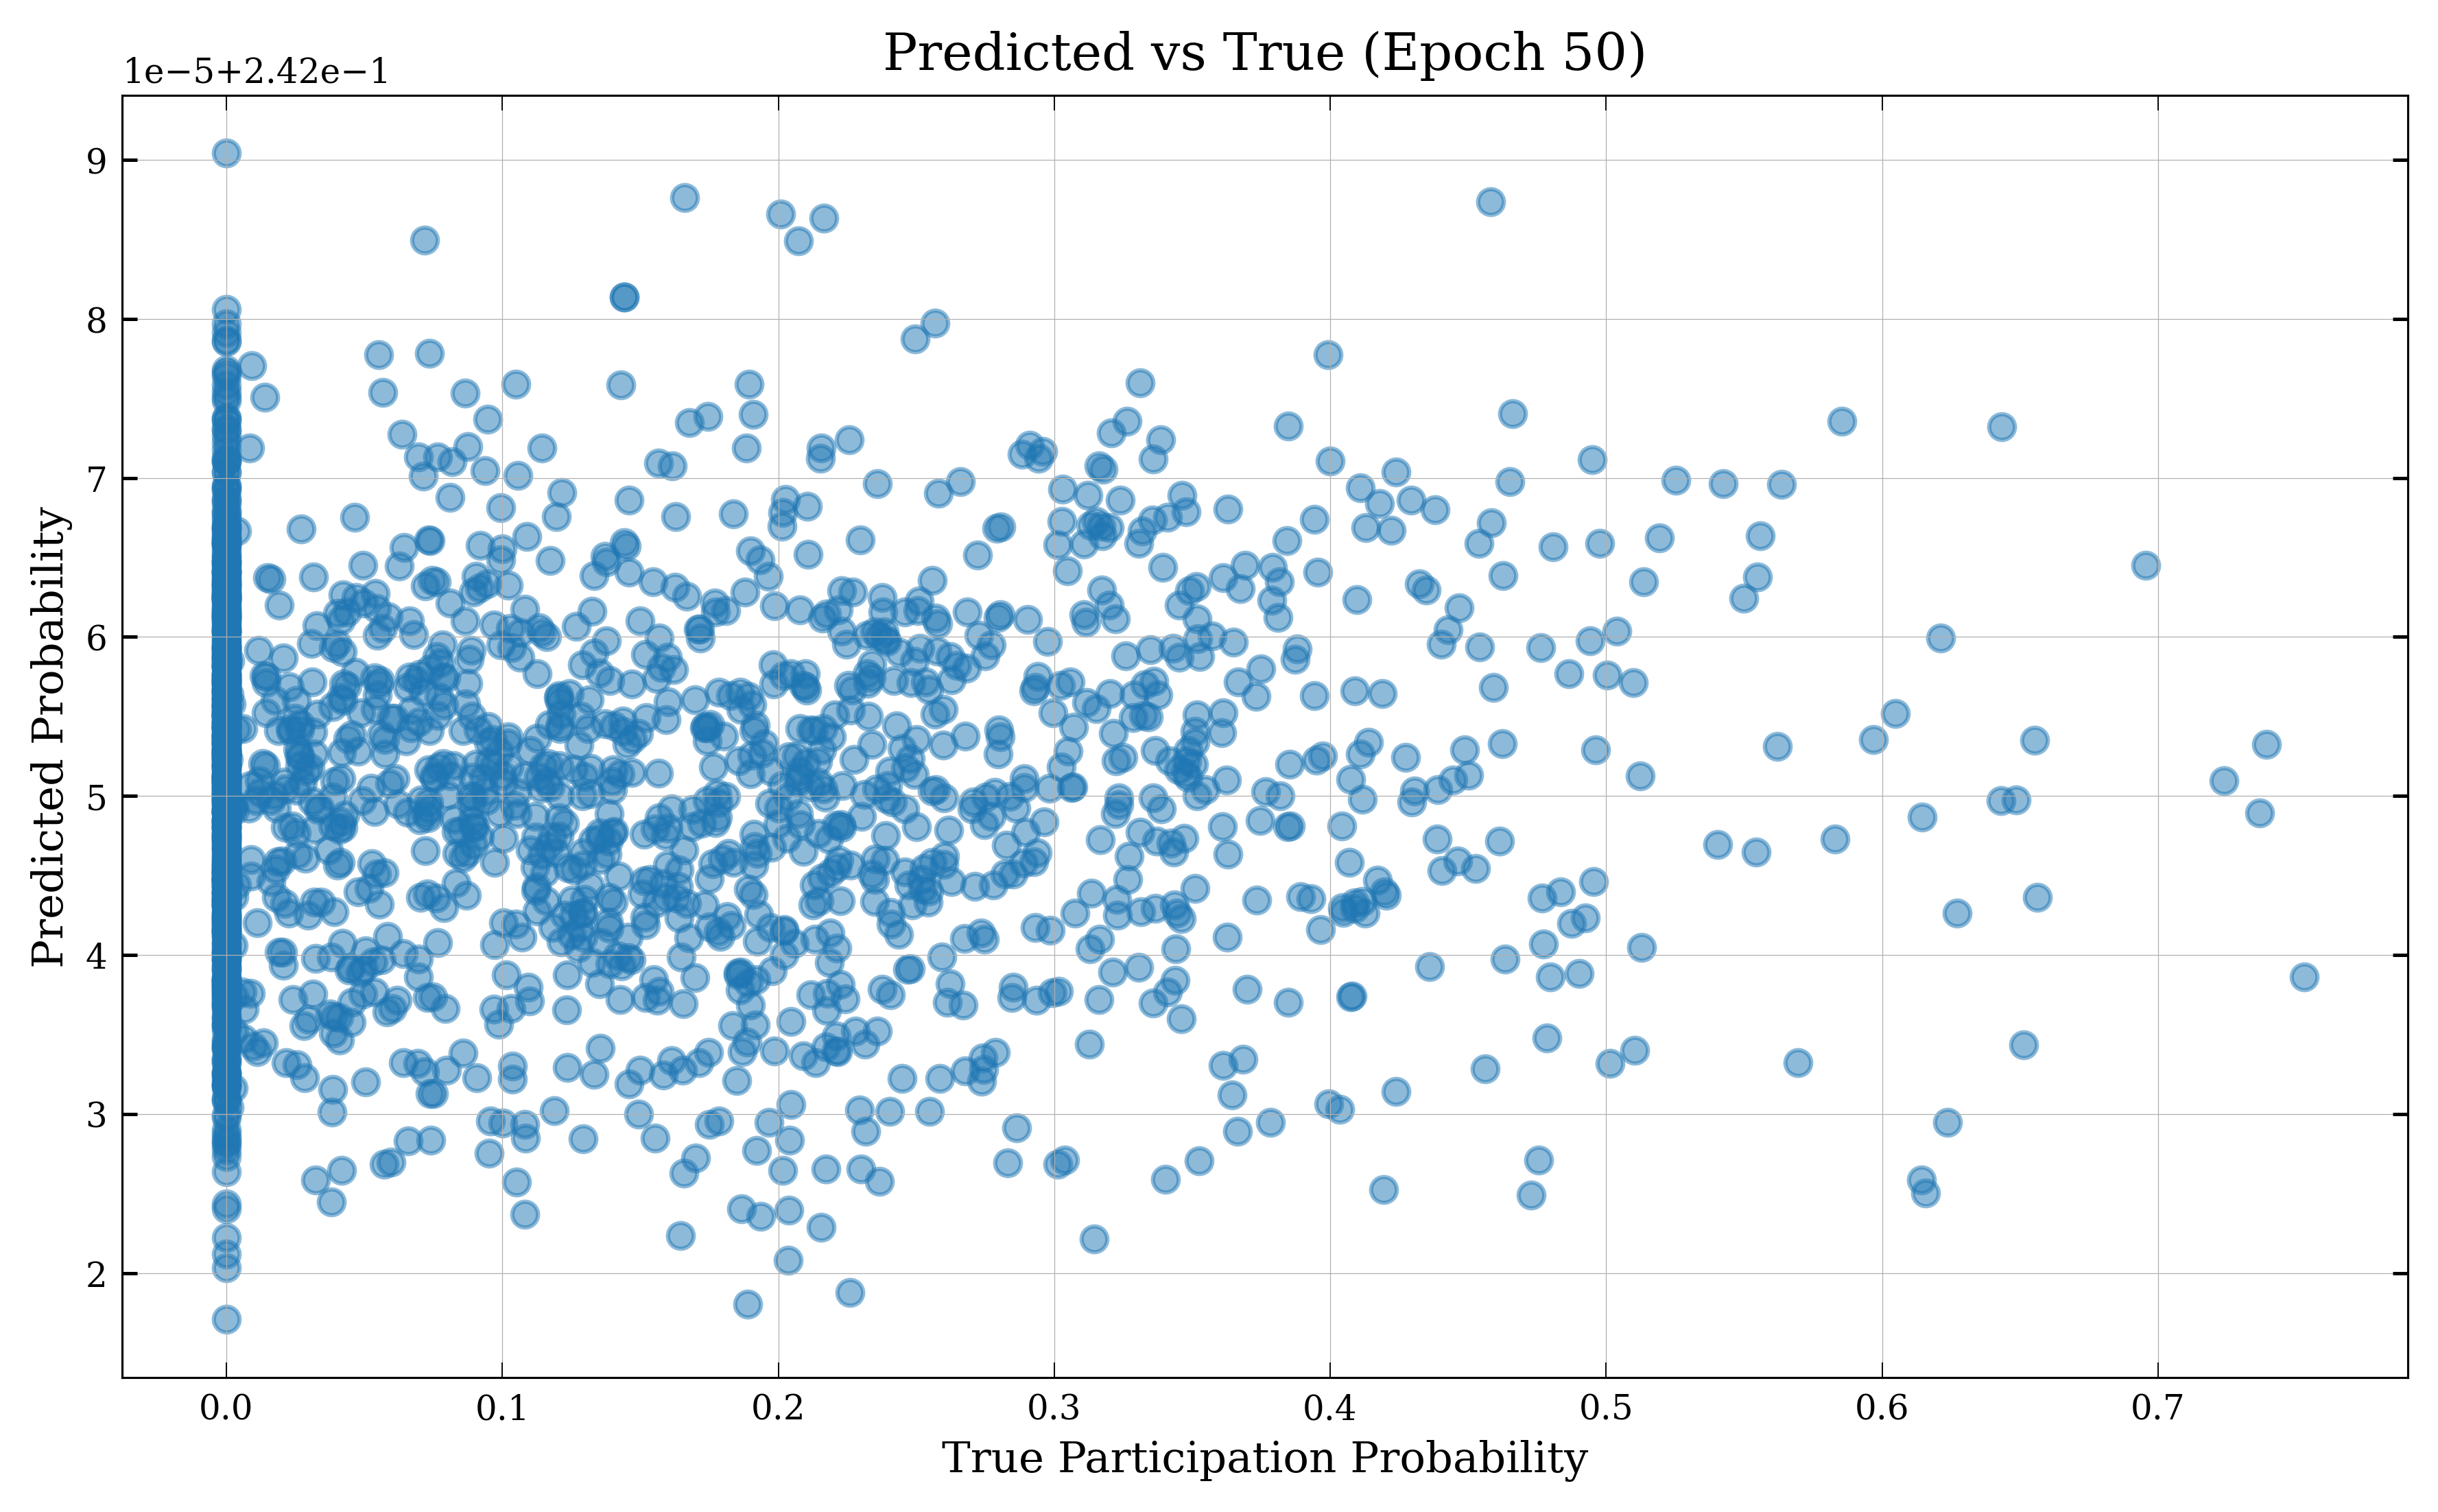 Predicted vs True (Epoch 50)
1e−5+2.42e−1
Predicted Probability
9
8
7
6
5
4
3
2
0.0 0.1 0.2 0.3 0.4 0.5 0.6 0.7
True Participation Probability